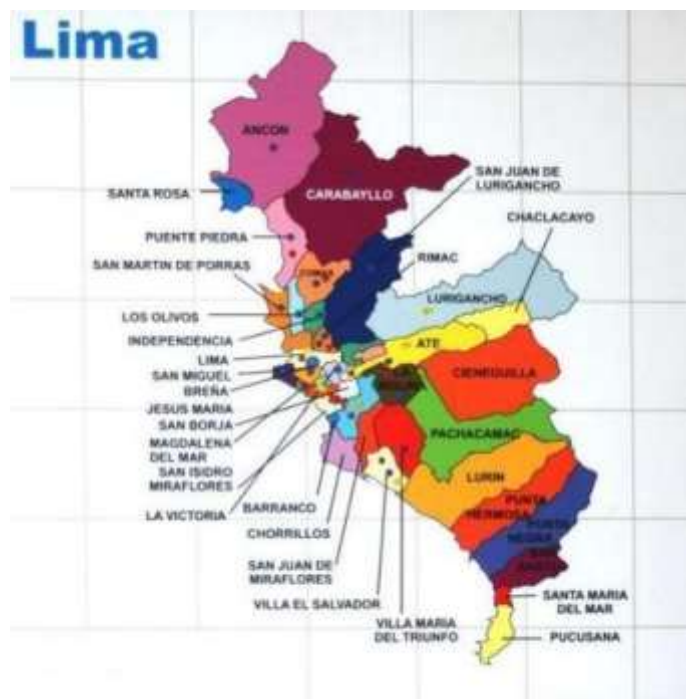 Lima
ANCON
SANTA ROSA
CARABAYLLO
SAN JUAN DE
LURIGANCHO
CHACLACAYO
PUENTE PIEDRA
RIMAC
SAN MARTIN DE PORRAS
COMAS
LURIGANCHO
LOS OLIVOS
INDEPENDENCIA
ATE
LIMA
SAN MIGUEL
BREÑA
CIENEGUILLA
JESUS MARIA
SAN BORJA
MAGDALENA
DEL MAR
SAN ISIDRO
MIRAFLORES
PACHACAMAC
LURIN
LA VICTORIA
BARRANCO
CHORRILLOS
PUNTA
HERMOSA
PUNTA
NEGRA
SAN JUAN DE
MIRAFLORES
VILLA EL SALVADOR
VILLA MARIA
DEL TRIUNFO
SANTA MARIA
DEL MAR
PUCUSANA